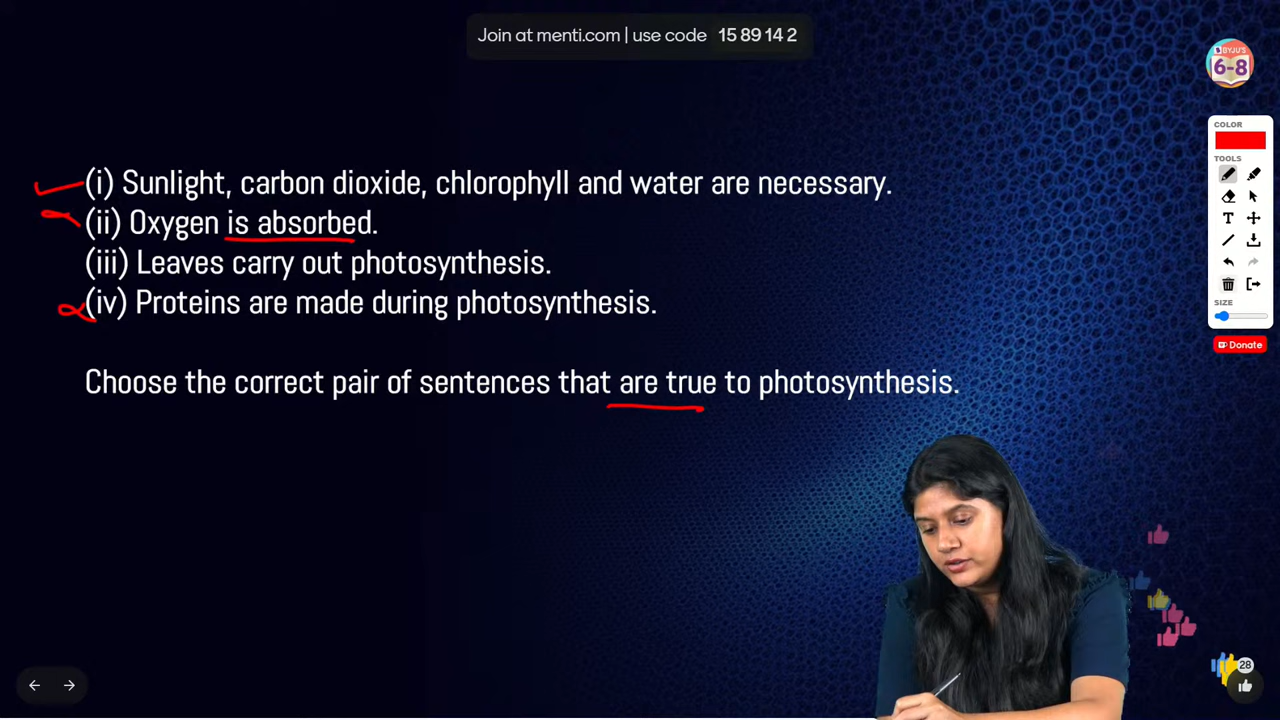 Join at menti.com | use code 15 89 14 2
BYJU'S
6-8
(i) Sunlight, carbon dioxide, chlorophyll and water are necessary.
(ii) Oxygen is absorbed.
(iii) Leaves carry out photosynthesis.
(iv) Proteins are made during photosynthesis.
Choose the correct pair of sentences that are true to photosynthesis.
COLOR
TOOLS
T
SIZE
Donate
28